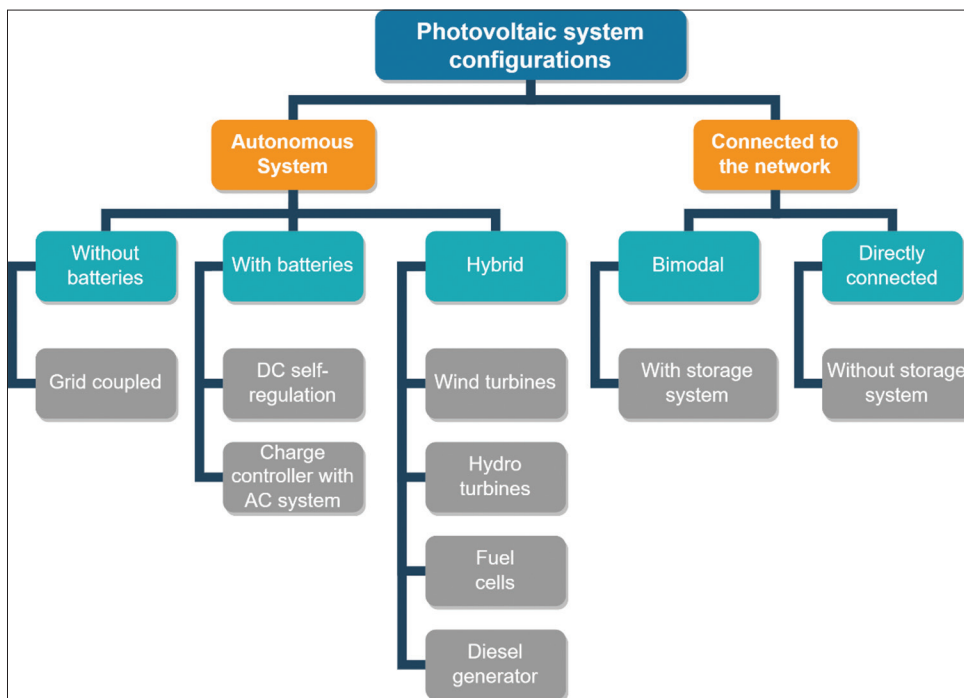 Photovoltaic system
configurations
Autonomous
System
Connected to
the network
Without
batteries
With batteries
Hybrid
Bimodal
Directly
connected
Grid coupled
DC self-
regulation
Wind turbines
With storage
system
Without storage
system
Charge
controller with
AC system
Hydro
turbines
Fuel
cells
Diesel
generator